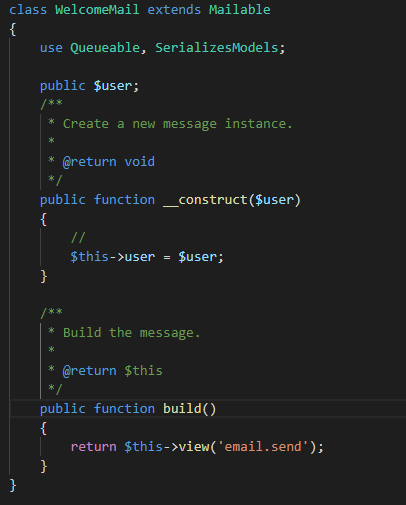 class WelcomeMail extends Mailable
{
    use Queueable, SerializesModels;

    public $user;
    /**
     * Create a new message instance.
     *
     * @return void
     */
    public function __construct($user)
    {
        //
        $this->user = $user;
    }

    /**
     * Build the message.
     *
     * @return $this
     */
    public function build()
    {
        return $this->view('email.send');
    }
}